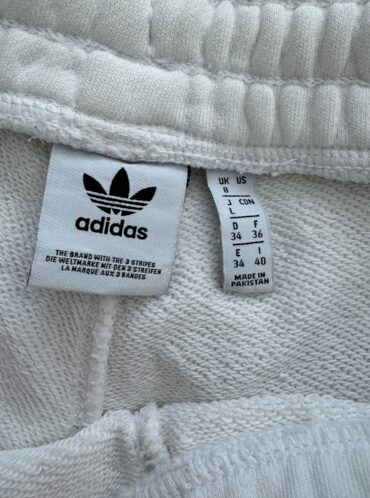 adidas
THE BRAND WITH THE 3 STRIPES
DIE WELTMARKE MIT DEN 3 STREIFEN
LA MARQUE AUX 3 BANDES
UK US
8
J CON
L
D F
34 36
E I
34 40
MADE IN
PAKISTAN